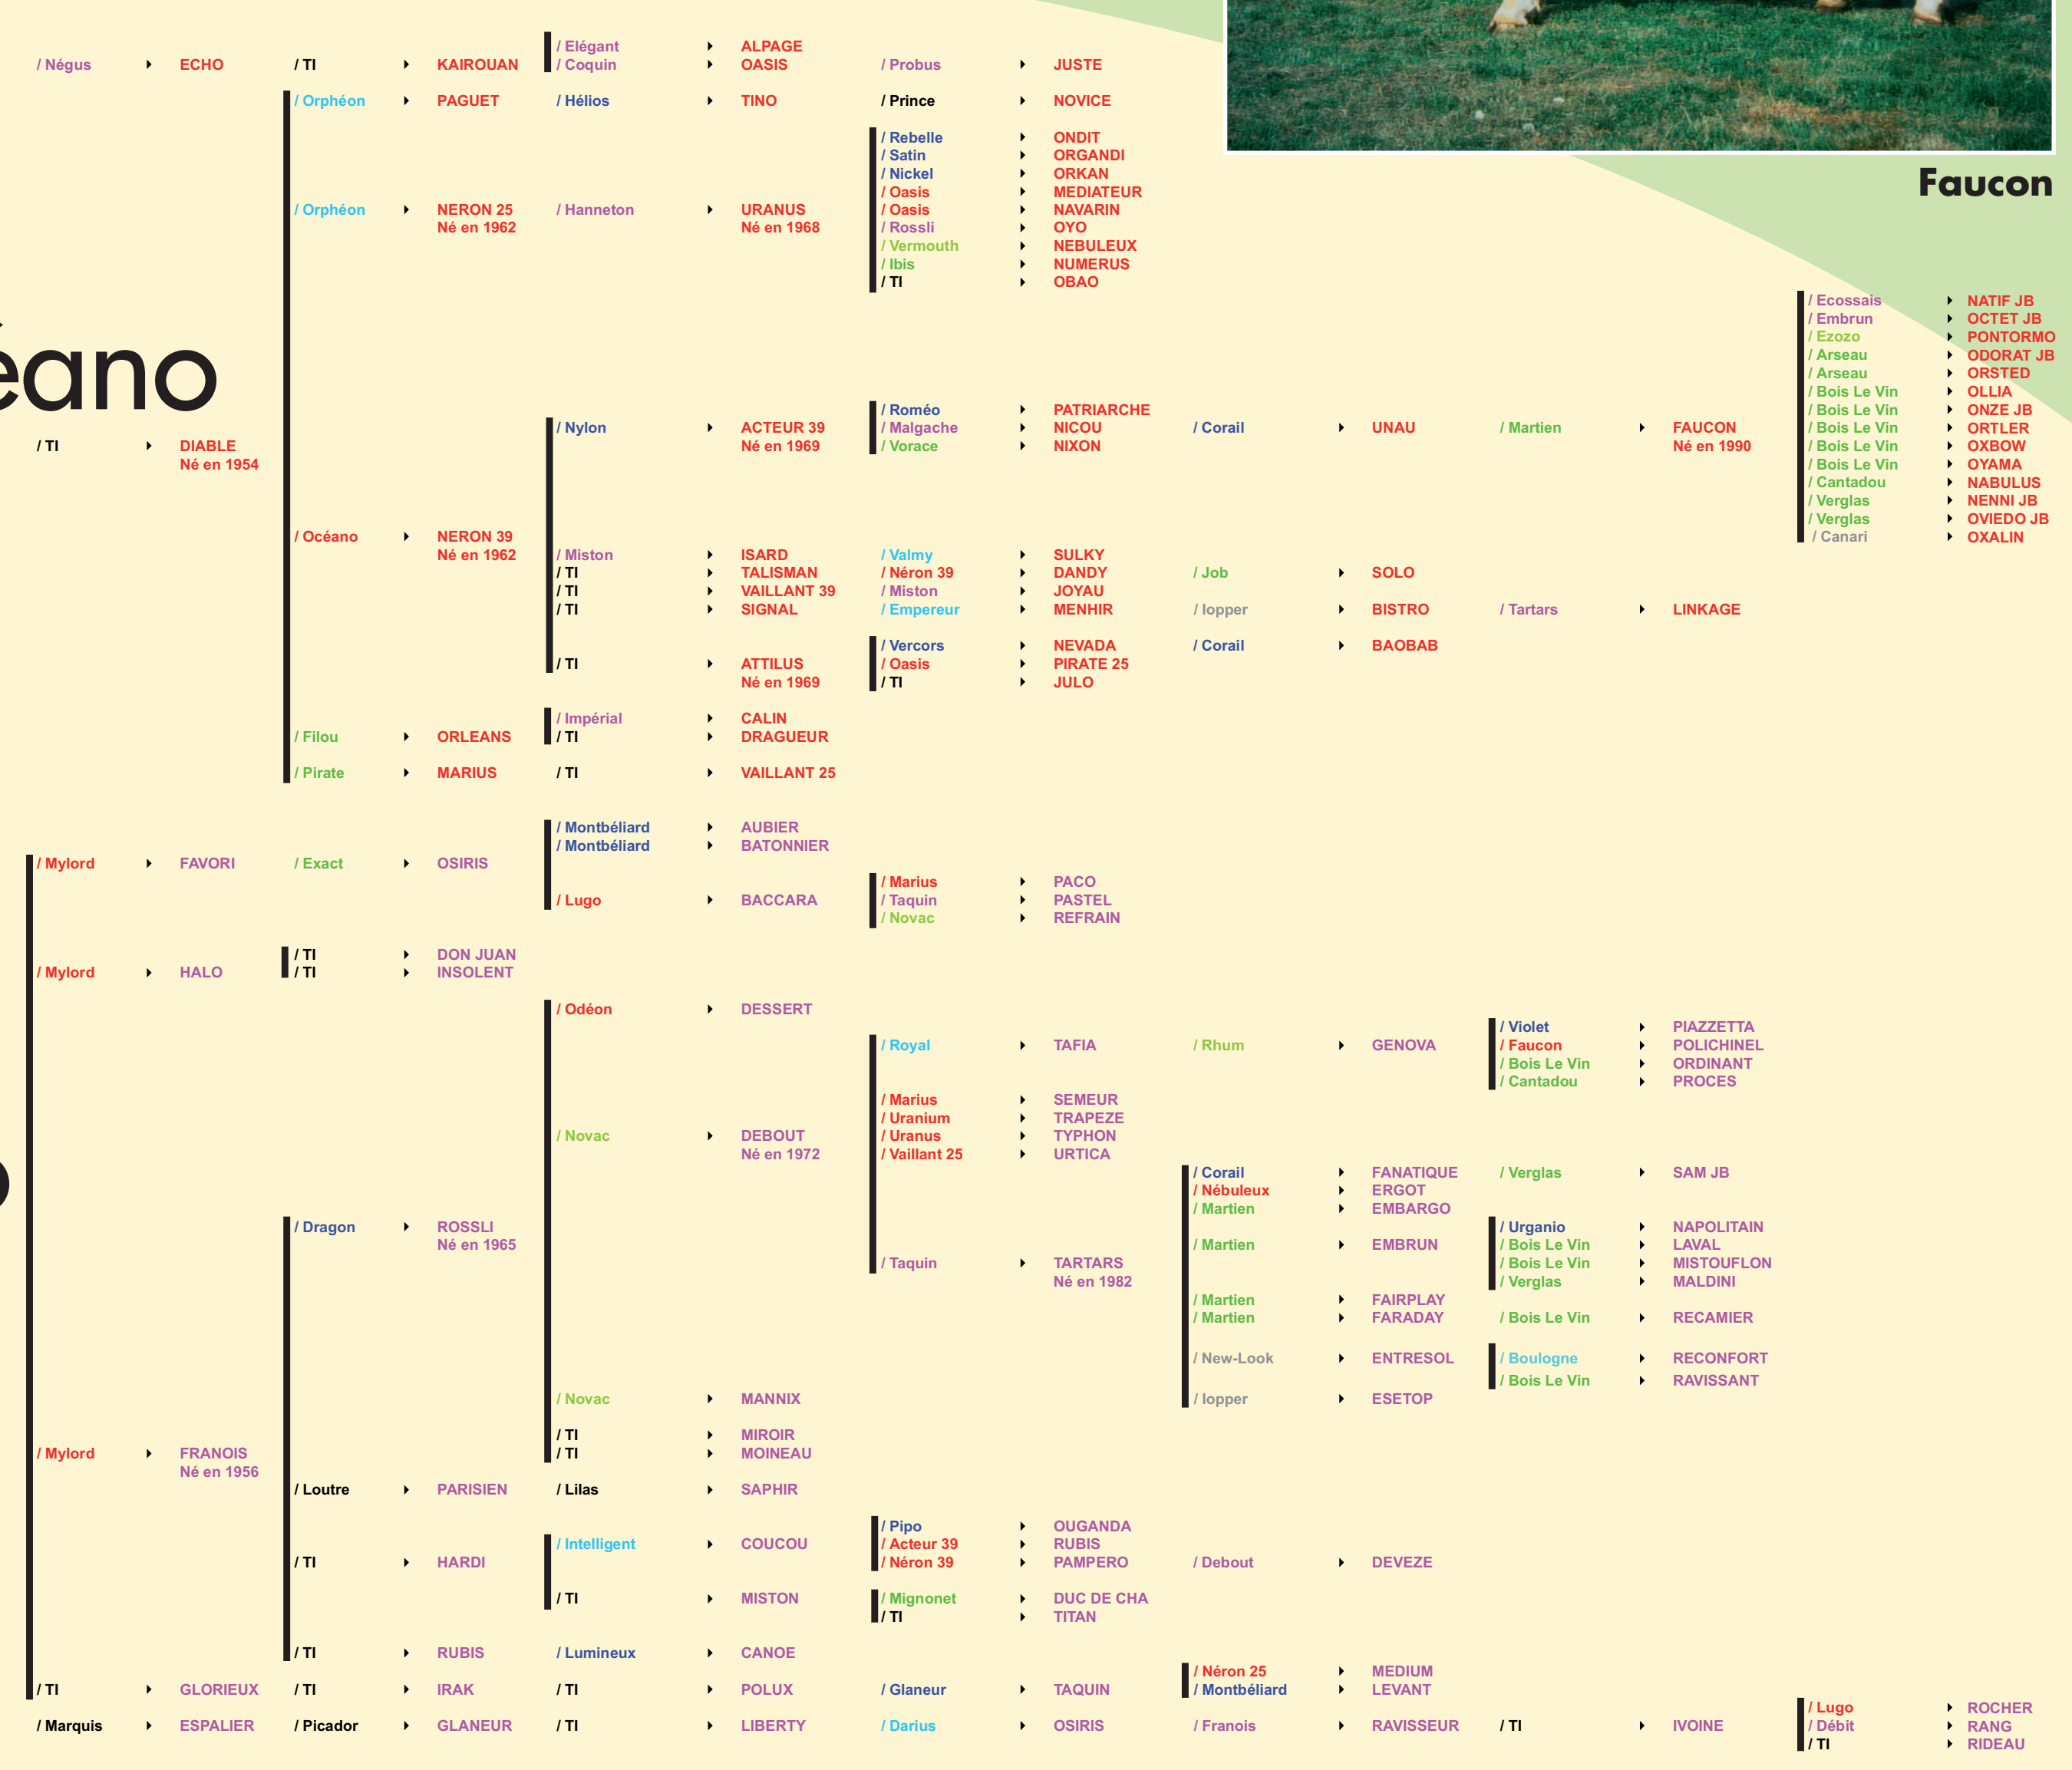 / Elégant ALPAGE
/ Négus ECHO / TI KAIROUAN / Coquin OASIS / Probus JUSTE
/ Orphéon PAGUET / Hélios TINO / Prince NOVICE
/ Rebelle ONDIT
/ Satin ORGANDI
/ Nickel ORKAN
Faucon
/ Oasis MEDIATEUR
/ Orphéon NERON 25 / Hanneton URANUS / Oasis NAVARIN
Né en 1962 Né en 1968 / Rossli OYO
/ Vermouth NEBULEUX
/ Ibis NUMERUS
/ TI OBAO
/ Ecossais NATIF JB
/ Embrun OCTET JB
/ Ezozo PONTORMO
/ Arseau ODORAT JB
/ Arseau ORSTED
éano
/ Bois Le Vin OLLIA
/ Roméo PATRIARCHE / Bois Le Vin ONZE JB
/ Nylon ACTEUR 39 / Malgache NICOU / Corail UNAU / Martien FAUCON / Bois Le Vin ORTLER
/ TI DIABLE Né en 1969 / Vorace NIXON Né en 1990 / Bois Le Vin OXBOW
Né en 1954 / Bois Le Vin OYAMA
/ Cantadou NABULUS
/ Verglas NENNI JB
/ Verglas OVIEDO JB
/ Océano NERON 39 / Canari OXALIN
Né en 1962 / Miston ISARD / Valmy SULKY
/ TI TALISMAN / Néron 39 DANDY / Job SOLO
/ TI VAILLANT 39 / Miston JOYAU
/ TI SIGNAL / Empereur MENHIR / Iopper BISTRO / Tartars LINKAGE
/ Vercors NEVADA / Corail BAOBAB
/ TI ATTILUS / Oasis PIRATE 25
Né en 1969 / TI JULO
/ Impérial CALIN
/ Filou ORLEANS / TI DRAGUEUR
/ Pirate MARIUS / TI VAILLANT 25
/ Montbéliard AUBIER
/ Montbéliard BATONNIER
/ Mylord FAVORI / Exact OSIRIS
/ Marius PACO
/ Lugo BACCARA / Taquin PASTEL
/ Novac REFRAIN
/ TI DON JUAN
/ Mylord HALO / TI INSOLENT
/ Odéon DESSERT
/ Violet PIAZZETTA
/ Royal TAFIA / Rhum GENOVA / Faucon POLICHINEL
/ Bois Le Vin ORDINANT
/ Cantadou PROCES
/ Marius SEMEUR
/ Uranium TRAPEZE
/ Novac DEBOUT / Uranus TYPHON
Né en 1972 / Vaillant 25 URTICA
/ Corail FANATIQUE / Verglas SAM JB
/ Nébuleux ERGOT
/ Martien EMBARGO
/ Dragon ROSSLI / Urganio NAPOLITAIN
Né en 1965 / Martien EMBRUN / Bois Le Vin LAVAL
/ Taquin TARTARS / Bois Le Vin MISTOUFLON
Né en 1982 / Verglas MALDINI
/ Martien FAIRPLAY
/ Martien FARADAY / Bois Le Vin RECAMIER
/ New-Look ENTRESOL / Boulogne RECONFORT
/ Bois Le Vin RAVISSANT
/ Novac MANNIX / Iopper ESETOP
/ TI MIROIR
/ Mylord FRANOIS / TI MOINEAU
Né en 1956
/ Loutre PARISIEN / Lilas SAPHIR
/ Pipo OUGANDA
/ Intelligent COUCOU / Acteur 39 RUBIS
/ TI HARDI / Néron 39 PAMPERO / Debout DEVEZE
/ TI MISTON / Mignonet DUC DE CHA
/ TI TITAN
/ TI RUBIS / Lumineux CANOE
/ Néron 25 MEDIUM
/ TI GLORIEUX / TI IRAK / TI POLUX / Glaneur TAQUIN / Montbéliard LEVANT
/ Lugo ROCHER
/ Marquis ESPALIER / Picador GLANEUR / TI LIBERTY / Darius OSIRIS / Franois RAVISSEUR / TI IVOINE / Débit RANG
/ TI RIDEAU